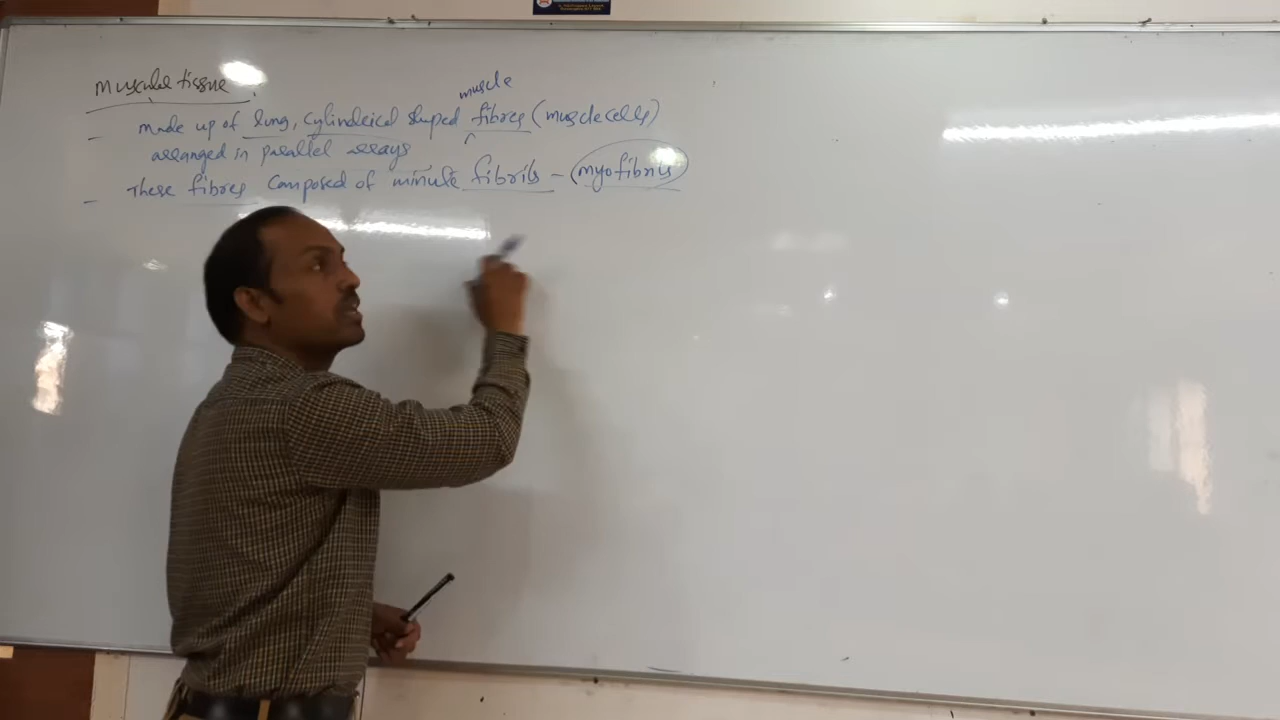 muscular tissue
muscle
- made up of long, cylindrical shaped fibres (muscle cells)
arranged in parallel arrays
- These fibres composed of minute fibrils - (myofibrils)